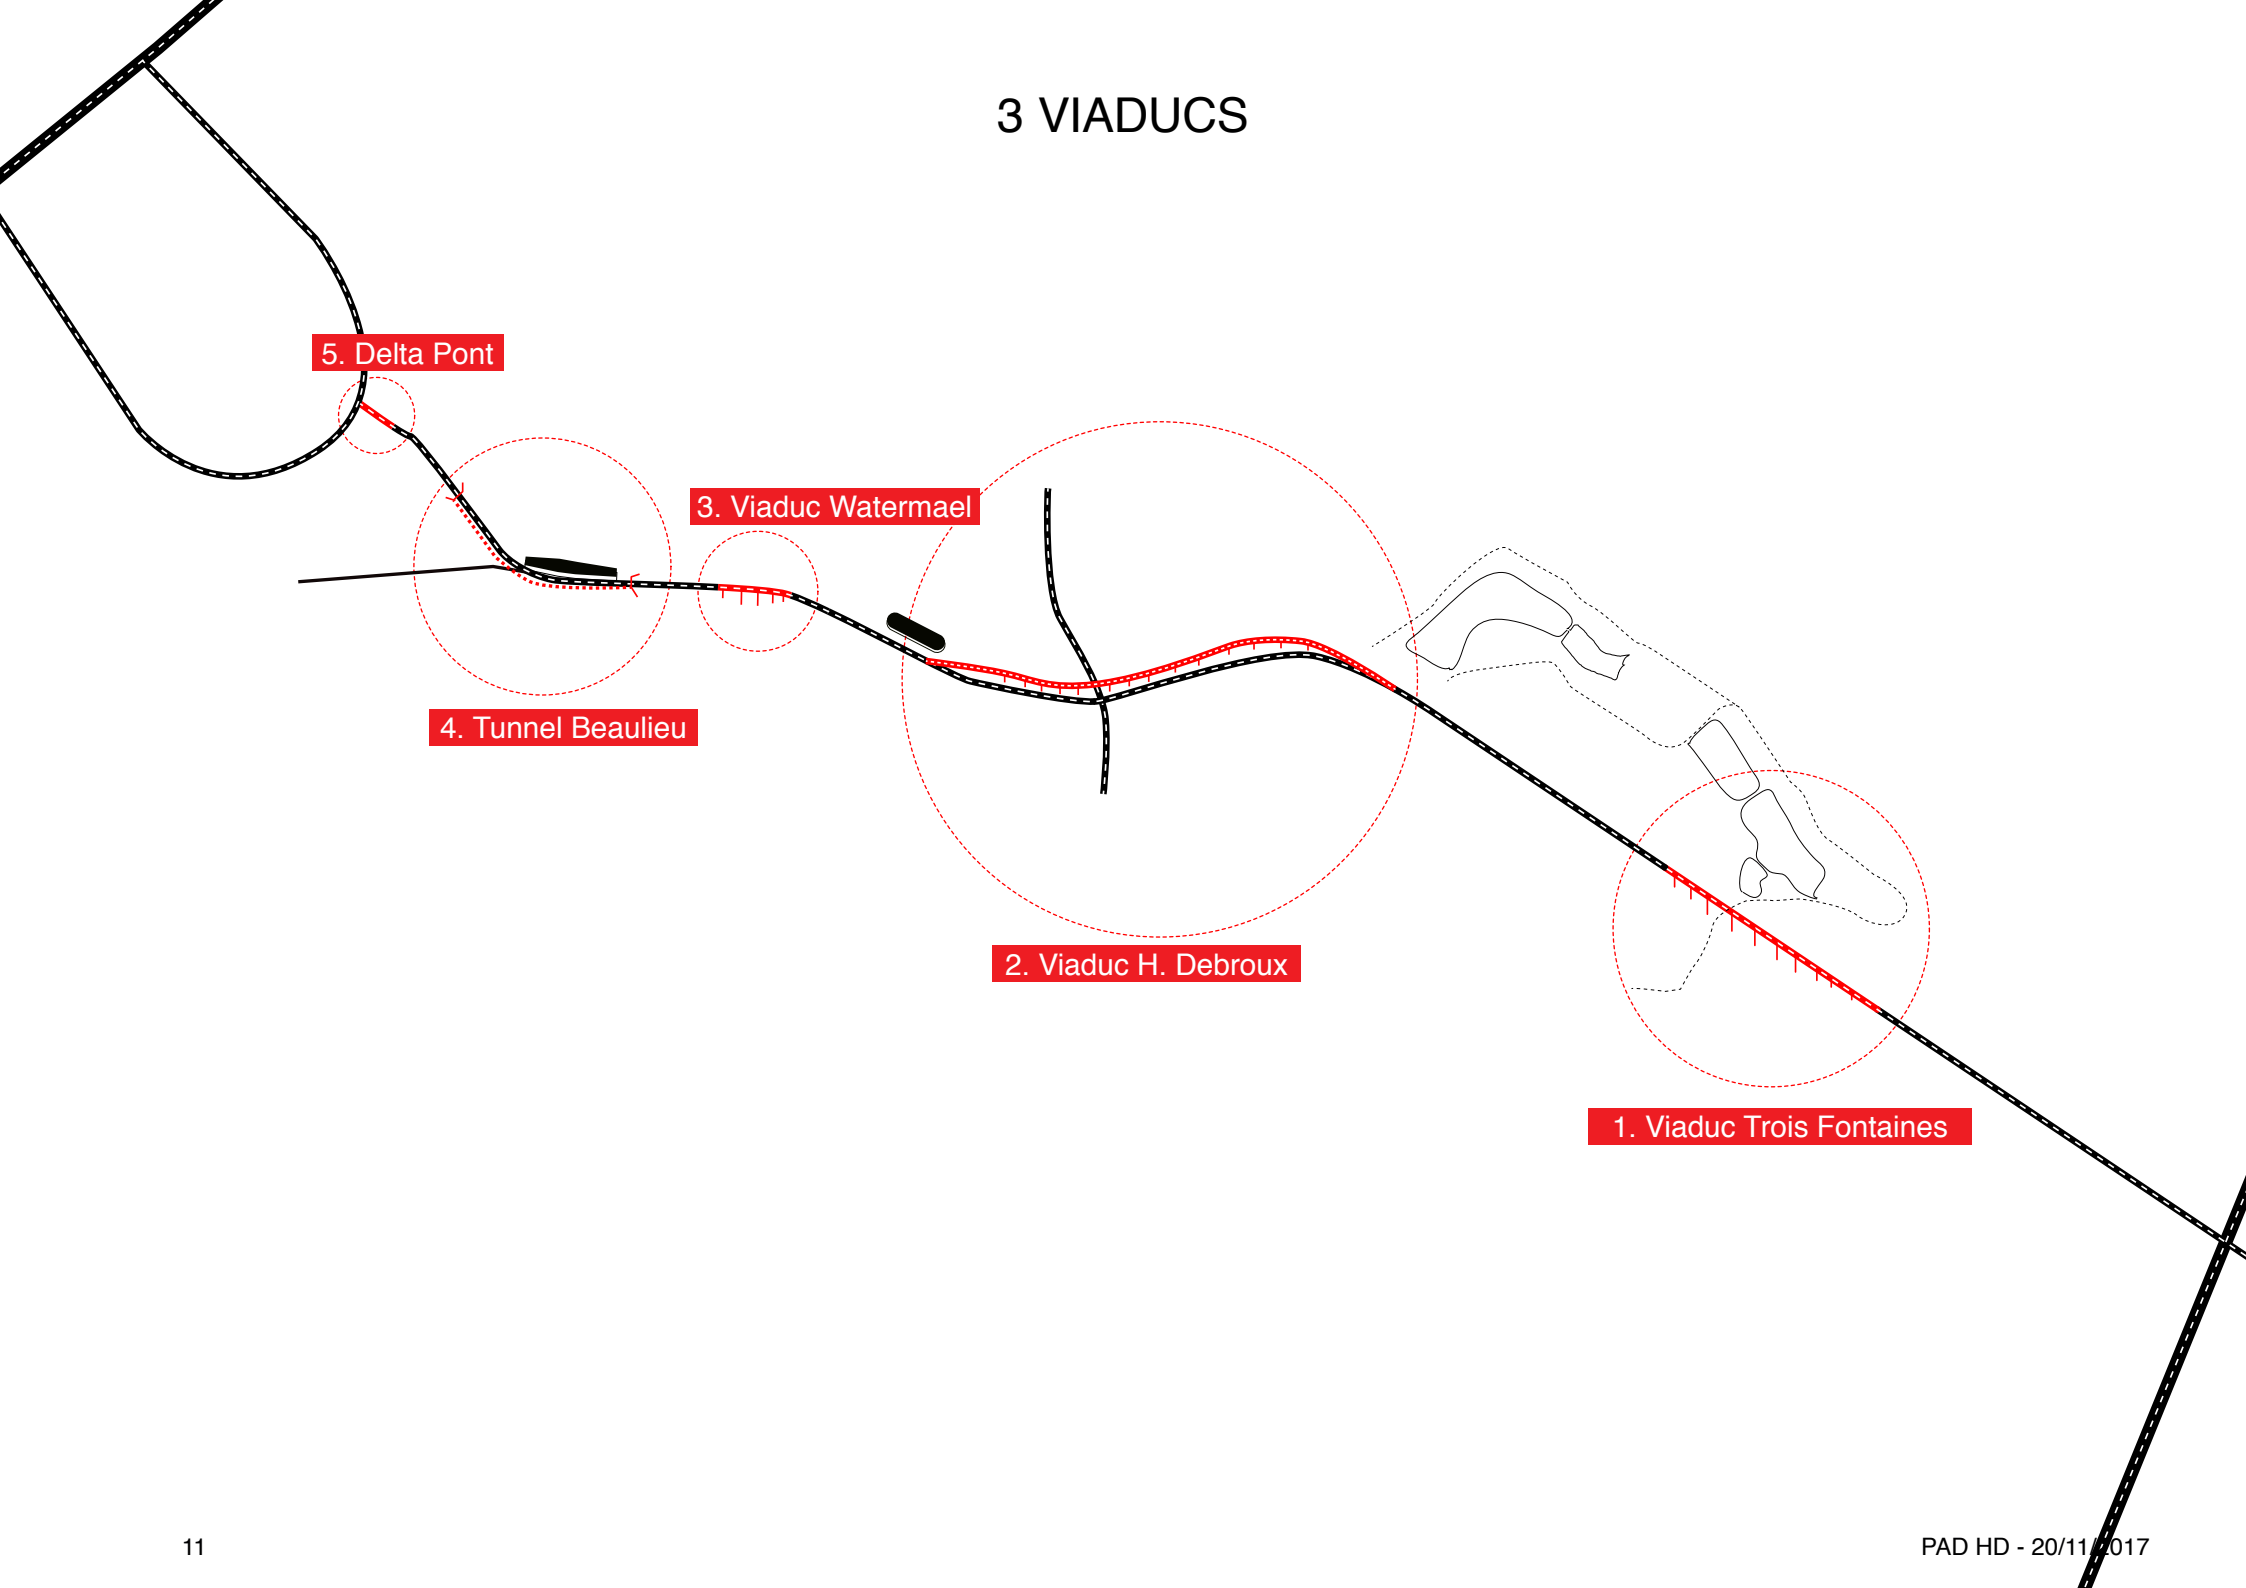 3 VIADUCS
5. Delta Pont
3. Viaduc Watermael
4. Tunnel Beaulieu
2. Viaduc H. Debroux
1. Viaduc Trois Fontaines
11
PAD HD - 20/11/2017